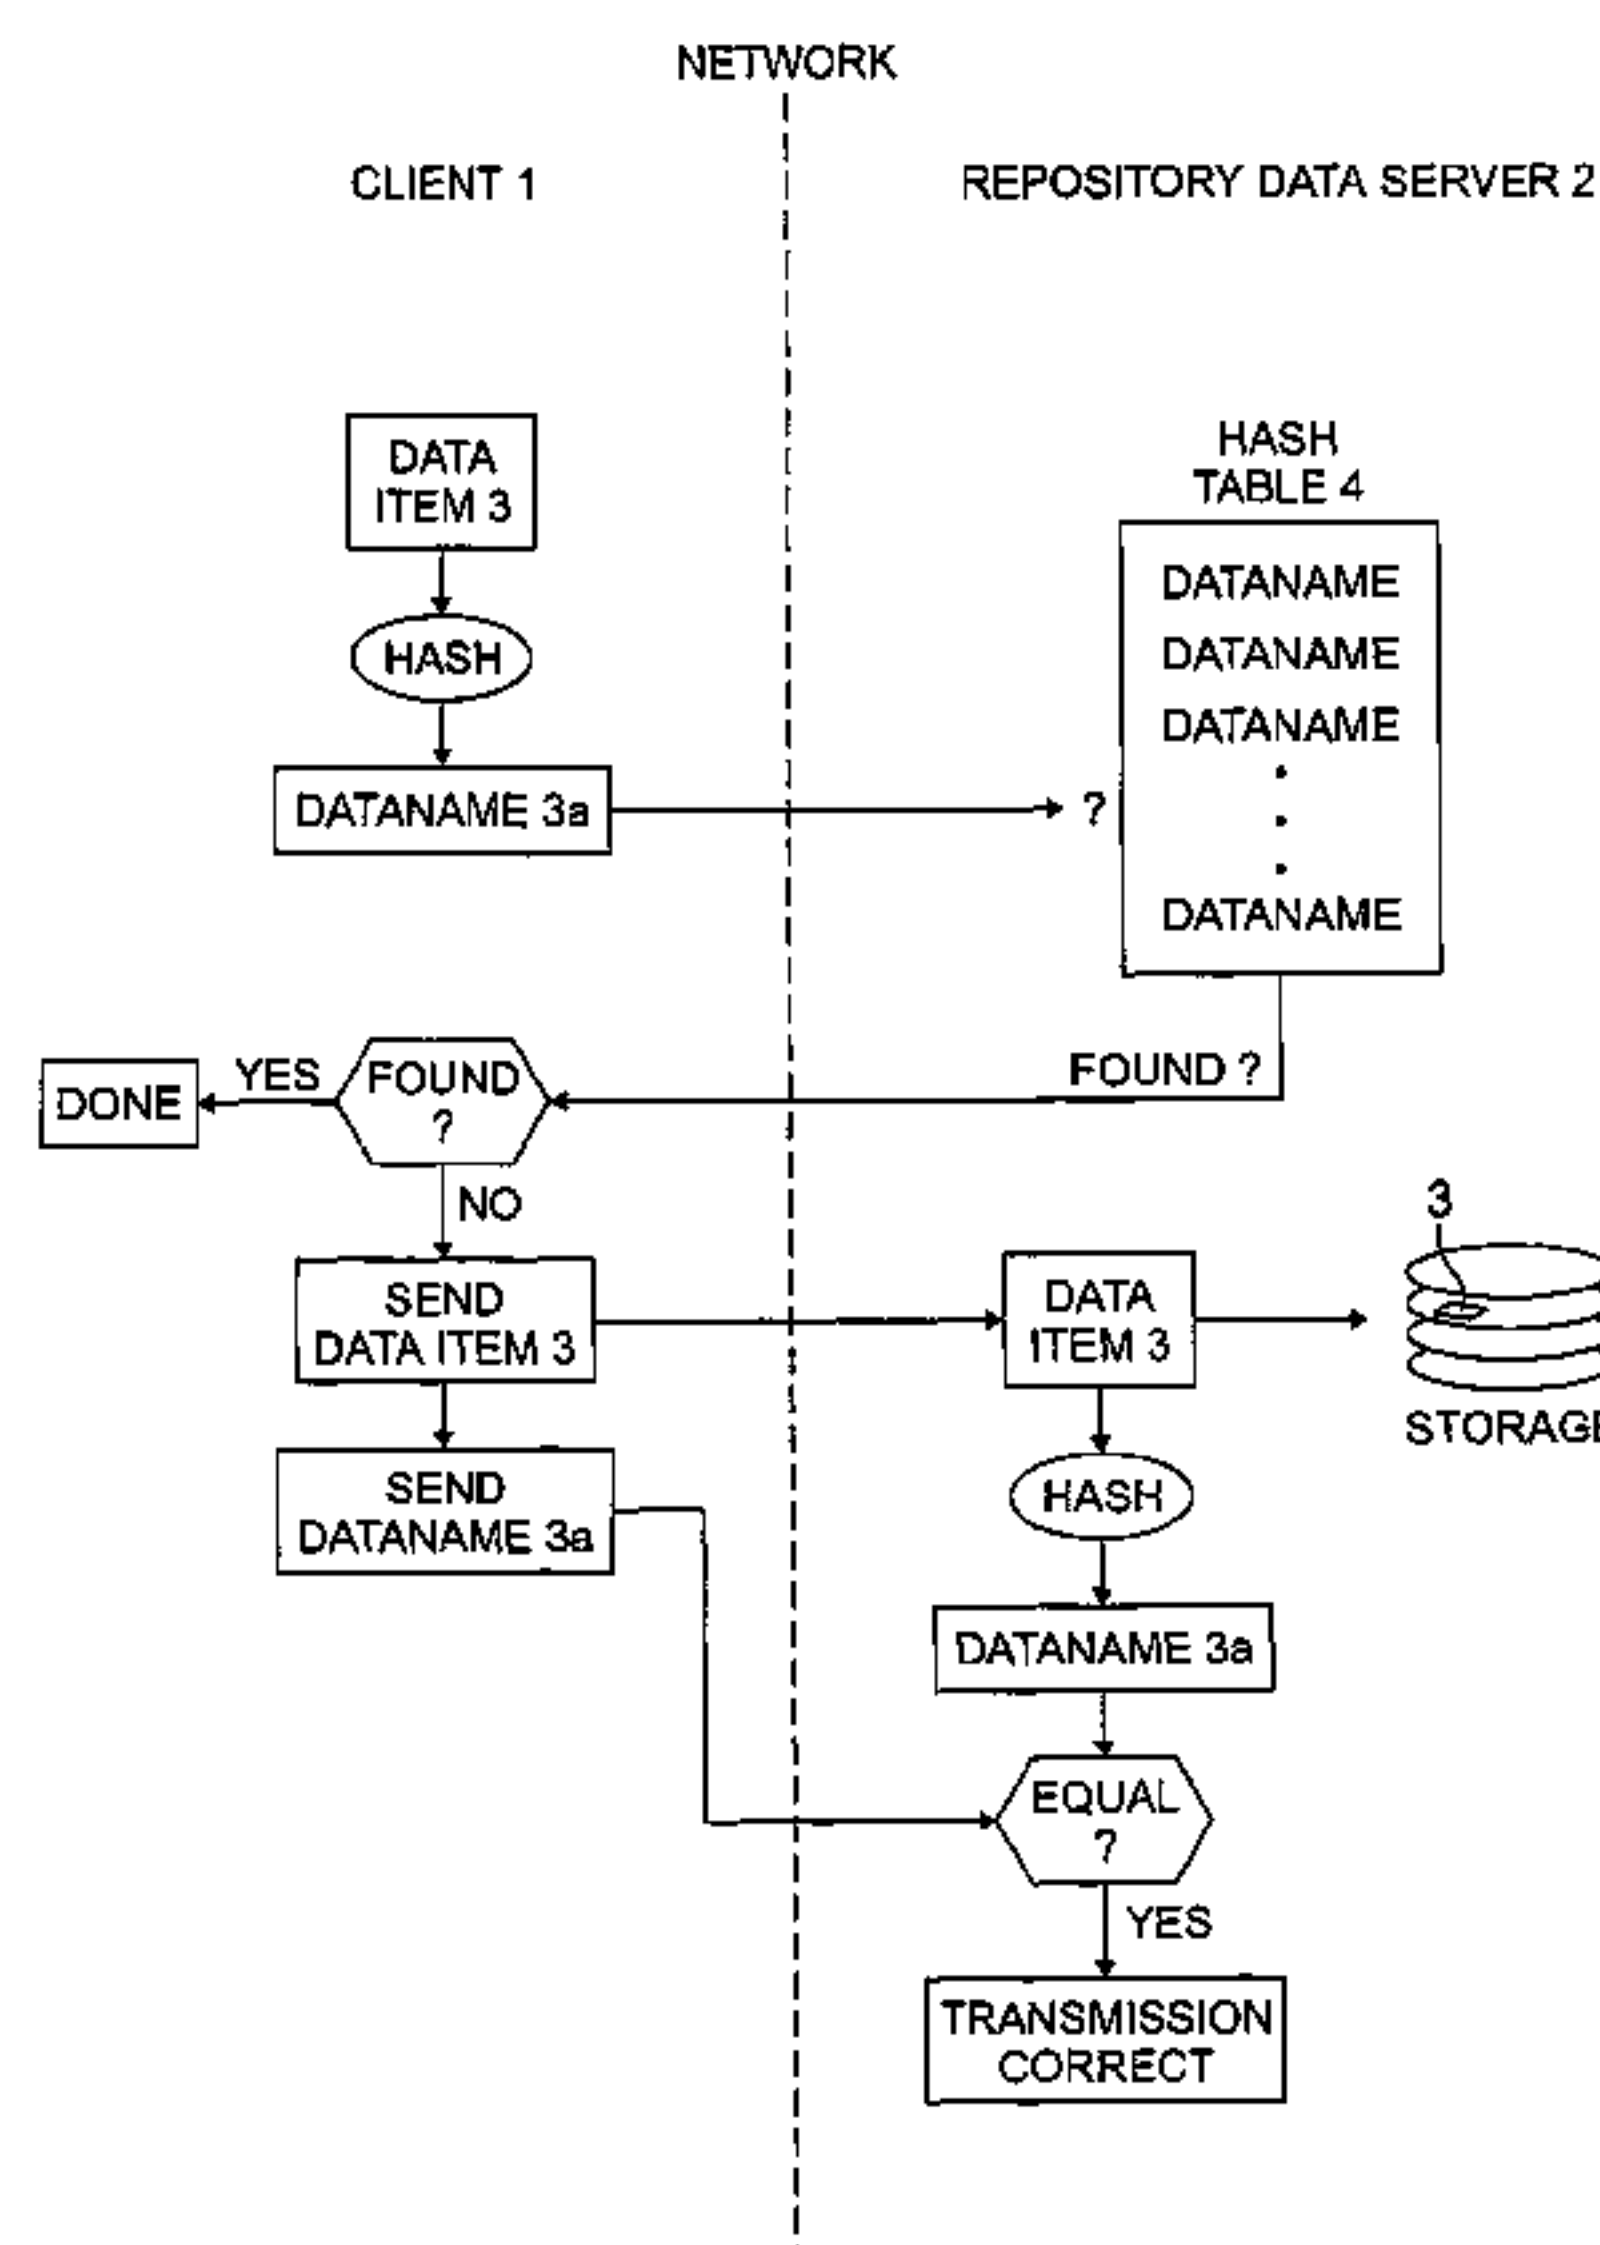 NETWORK
CLIENT 1
REPOSITORY DATA SERVER 2
DATA
ITEM 3
HASH
DATANAME 3a
?
HASH
TABLE 4
DATANAME
DATANAME
DATANAME
DATANAME
FOUND ?
FOUND
?
YES
DONE
NO
SEND
DATA ITEM 3
DATA
ITEM 3
3
STORAGE
SEND
DATANAME 3a
HASH
DATANAME 3a
EQUAL
?
YES
TRANSMISSION
CORRECT